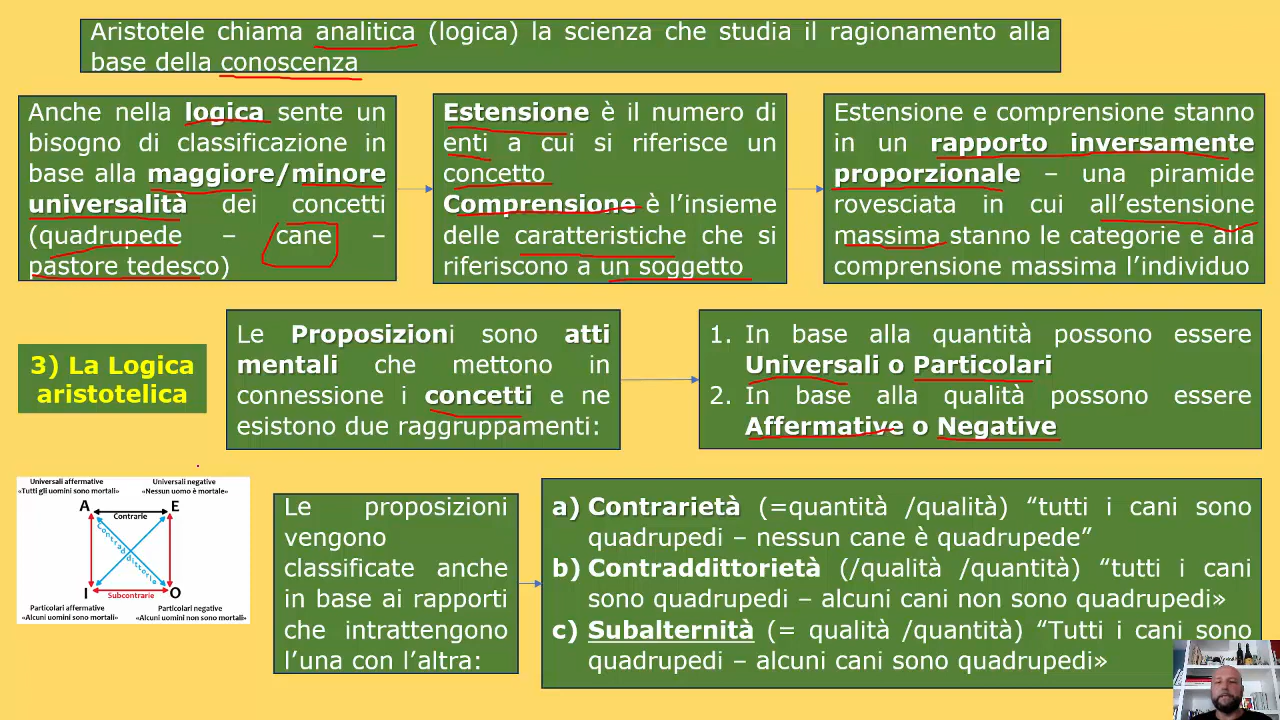 Aristotele chiama analitica (logica) la scienza che studia il ragionamento alla
base della conoscenza
Anche nella logica sente un
bisogno di classificazione in
base alla maggiore/minore
universalità dei concetti
(quadrupede – cane –
pastore tedesco)
Estensione è il numero di
enti a cui si riferisce un
concetto
Comprensione è l’insieme
delle caratteristiche che si
riferiscono a un soggetto
Estensione e comprensione stanno
in un rapporto inversamente
proporzionale – una piramide
rovesciata in cui all’estensione
massima stanno le categorie e alla
comprensione massima l’individuo
3) La Logica
aristotelica
Le Proposizioni sono atti
mentali che mettono in
connessione i concetti e ne
esistono due raggruppamenti:
1. In base alla quantità possono essere
Universali o Particolari
2. In base alla qualità possono essere
Affermative o Negative
Universali affermative
«Tutti gli uomini sono mortali»
Universali negative
«Nessun uomo è mortale»
A
E
Contrarie
Contraddittorie
I
O
Subcontrarie
Particolari affermative
«Alcuni uomini sono mortali»
Particolari negative
«Alcuni uomini non sono mortali»
Le proposizioni
vengono
classificate anche
in base ai rapporti
che intrattengono
l’una con l’altra:
a) Contrarietà (=quantità /qualità) “tutti i cani sono
quadrupedi – nessun cane è quadrupede”
b) Contraddittorietà (/qualità /quantità) “tutti i cani
sono quadrupedi – alcuni cani non sono quadrupedi»
c) Subalternità (= qualità /quantità) “Tutti i cani sono
quadrupedi – alcuni cani sono quadrupedi»